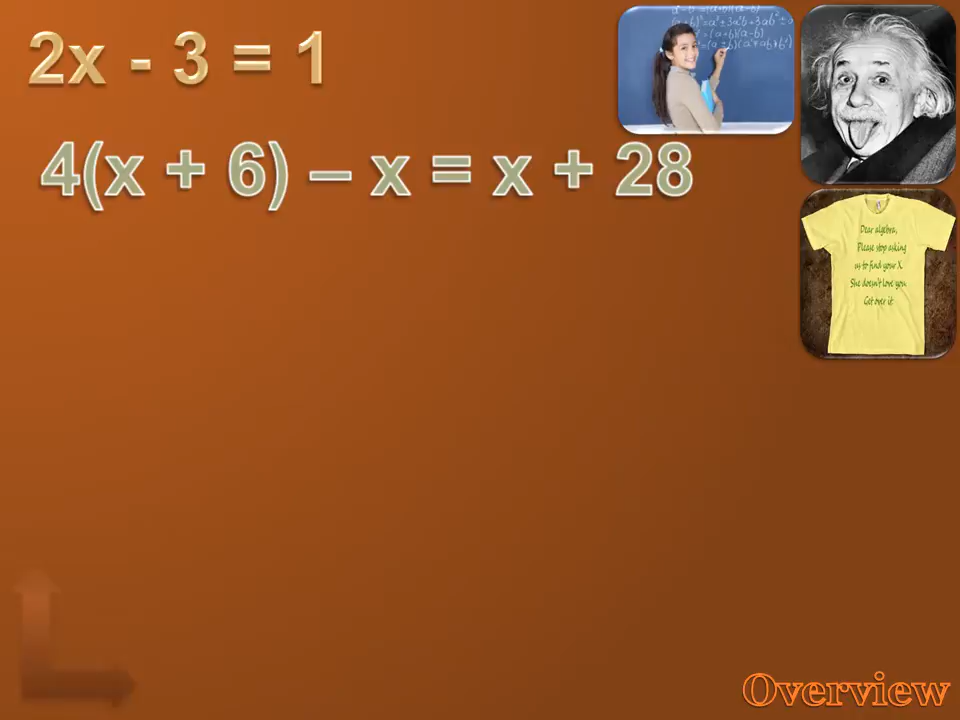 2x - 3 = 1
4(x + 6) – x = x + 28
Dear algebra,
Please stop asking
us to find your X.
She doesn't love you.
Get over it.
Overview